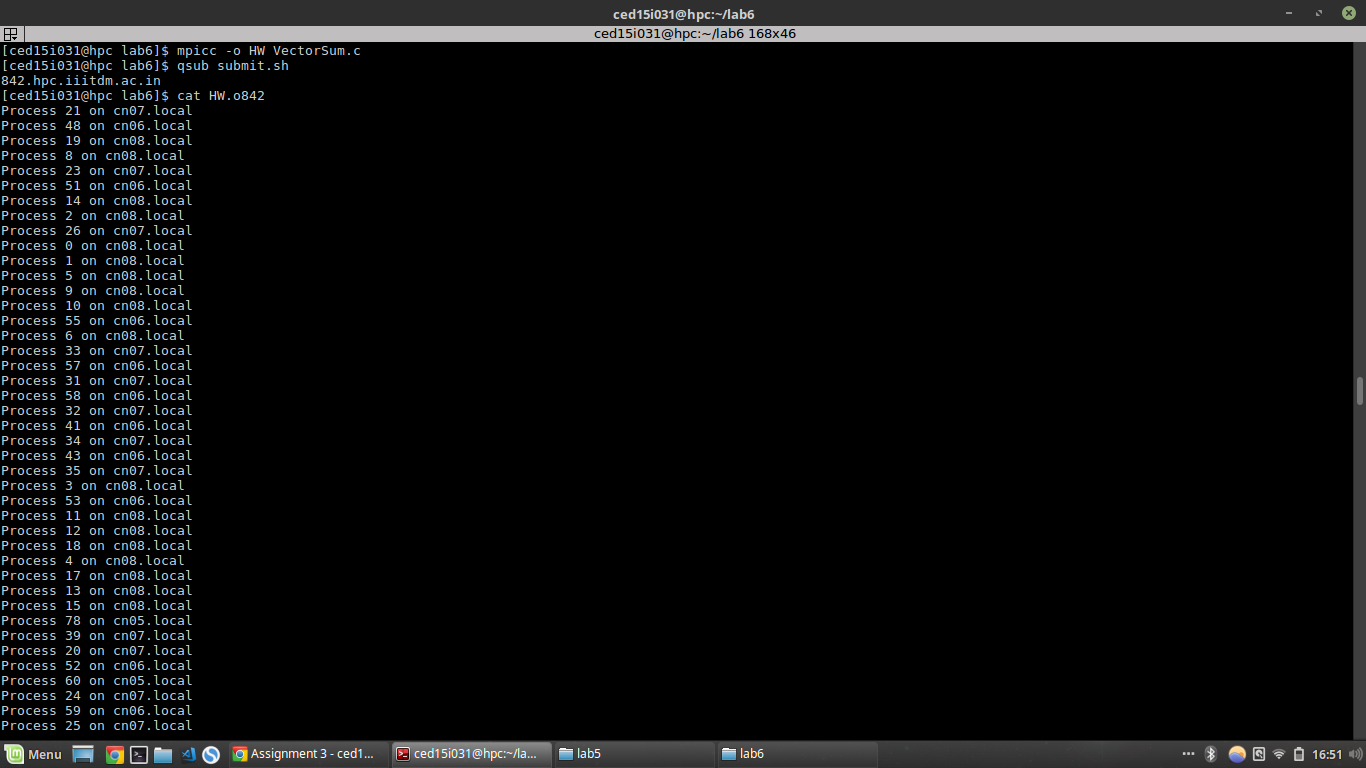 ced15i031@hpc:~/lab6
ced15i031@hpc:~/lab6 168x46
[ced15i031@hpc lab6]$ mpicc -o HW VectorSum.c
[ced15i031@hpc lab6]$ qsub submit.sh
842.hpc.iiitdm.ac.in
[ced15i031@hpc lab6]$ cat HW.o842
Process 21 on cn07.local
Process 48 on cn06.local
Process 19 on cn08.local
Process 8 on cn08.local
Process 23 on cn07.local
Process 51 on cn06.local
Process 14 on cn08.local
Process 2 on cn08.local
Process 26 on cn07.local
Process 0 on cn08.local
Process 1 on cn08.local
Process 5 on cn08.local
Process 9 on cn08.local
Process 10 on cn08.local
Process 55 on cn06.local
Process 6 on cn08.local
Process 33 on cn07.local
Process 57 on cn06.local
Process 31 on cn07.local
Process 58 on cn06.local
Process 32 on cn07.local
Process 41 on cn06.local
Process 34 on cn07.local
Process 43 on cn06.local
Process 35 on cn07.local
Process 3 on cn08.local
Process 53 on cn06.local
Process 11 on cn08.local
Process 12 on cn08.local
Process 18 on cn08.local
Process 4 on cn08.local
Process 17 on cn08.local
Process 13 on cn08.local
Process 15 on cn08.local
Process 78 on cn05.local
Process 39 on cn07.local
Process 20 on cn07.local
Process 52 on cn06.local
Process 60 on cn05.local
Process 24 on cn07.local
Process 59 on cn06.local
Process 25 on cn07.local
Menu Assignment 3 - ced1... ced15i031@hpc:~/la... lab5 lab6 16:51